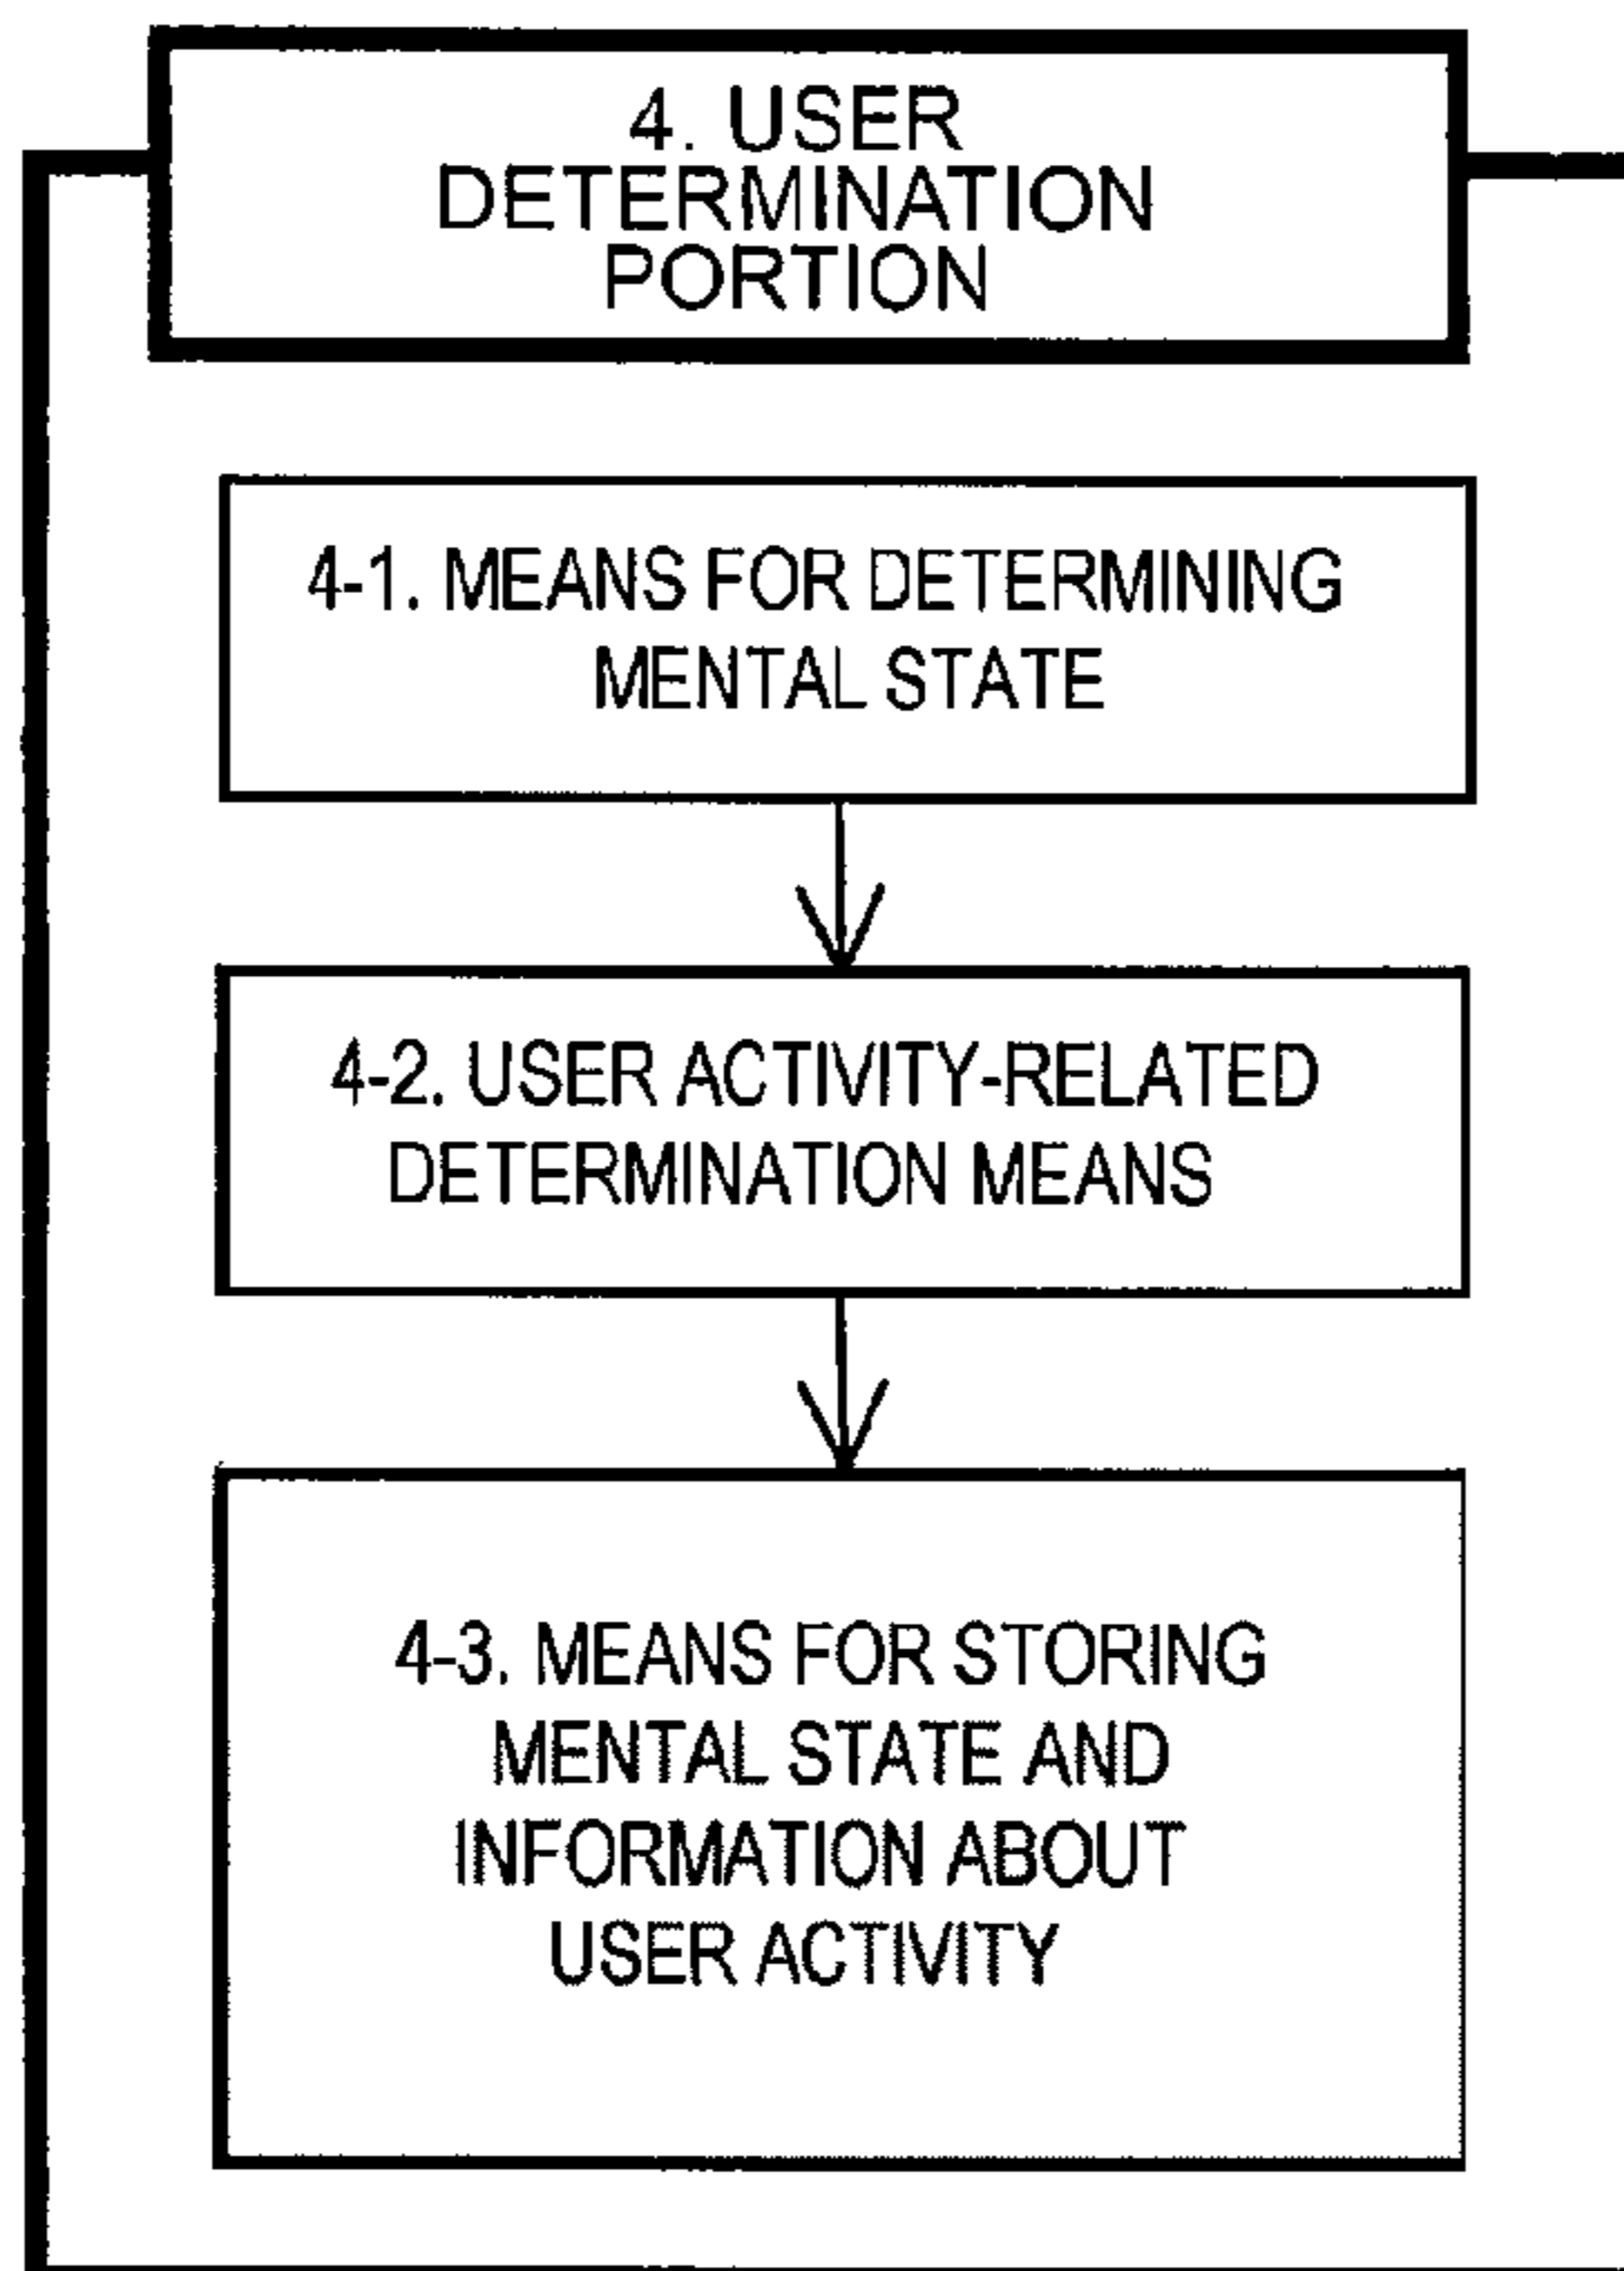 4. USER
DETERMINATION
PORTION
4-1. MEANS FOR DETERMINING
MENTAL STATE
4-2. USER ACTIVITY-RELATED
DETERMINATION MEANS
4-3. MEANS FOR STORING
MENTAL STATE AND
INFORMATION ABOUT
USER ACTIVITY